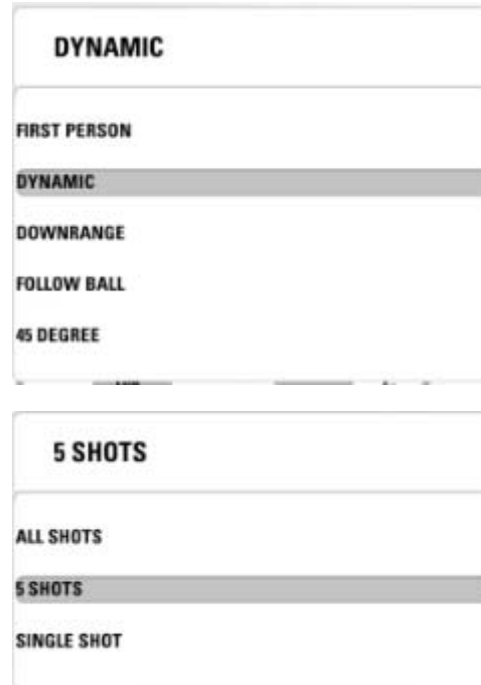 DYNAMIC
FIRST PERSON
DYNAMIC
DOWNRANGE
FOLLOW BALL
45 DEGREE
5 SHOTS
ALL SHOTS
5 SHOTS
SINGLE SHOT